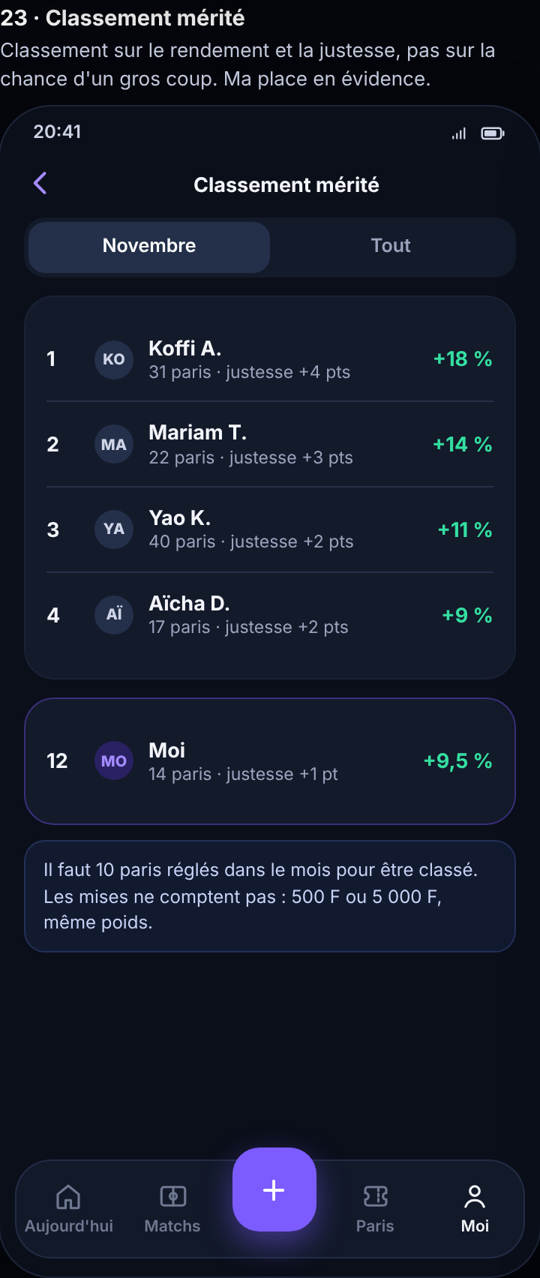 23 · Classement mérité
Classement sur le rendement et la justesse, pas sur la
chance d'un gros coup. Ma place en évidence.
20:41
Classement mérité
Novembre
Tout
1
KO
Koffi A.
31 paris · justesse +4 pts
+18 %
2
MA
Mariam T.
22 paris · justesse +3 pts
+14 %
3
YA
Yao K.
40 paris · justesse +2 pts
+11 %
4
AÏ
Aïcha D.
17 paris · justesse +2 pts
+9 %
12
MO
Moi
14 paris · justesse +1 pt
+9,5 %
Il faut 10 paris réglés dans le mois pour être classé.
Les mises ne comptent pas : 500 F ou 5 000 F,
même poids.
Aujourd'hui
Matchs
Paris
Moi